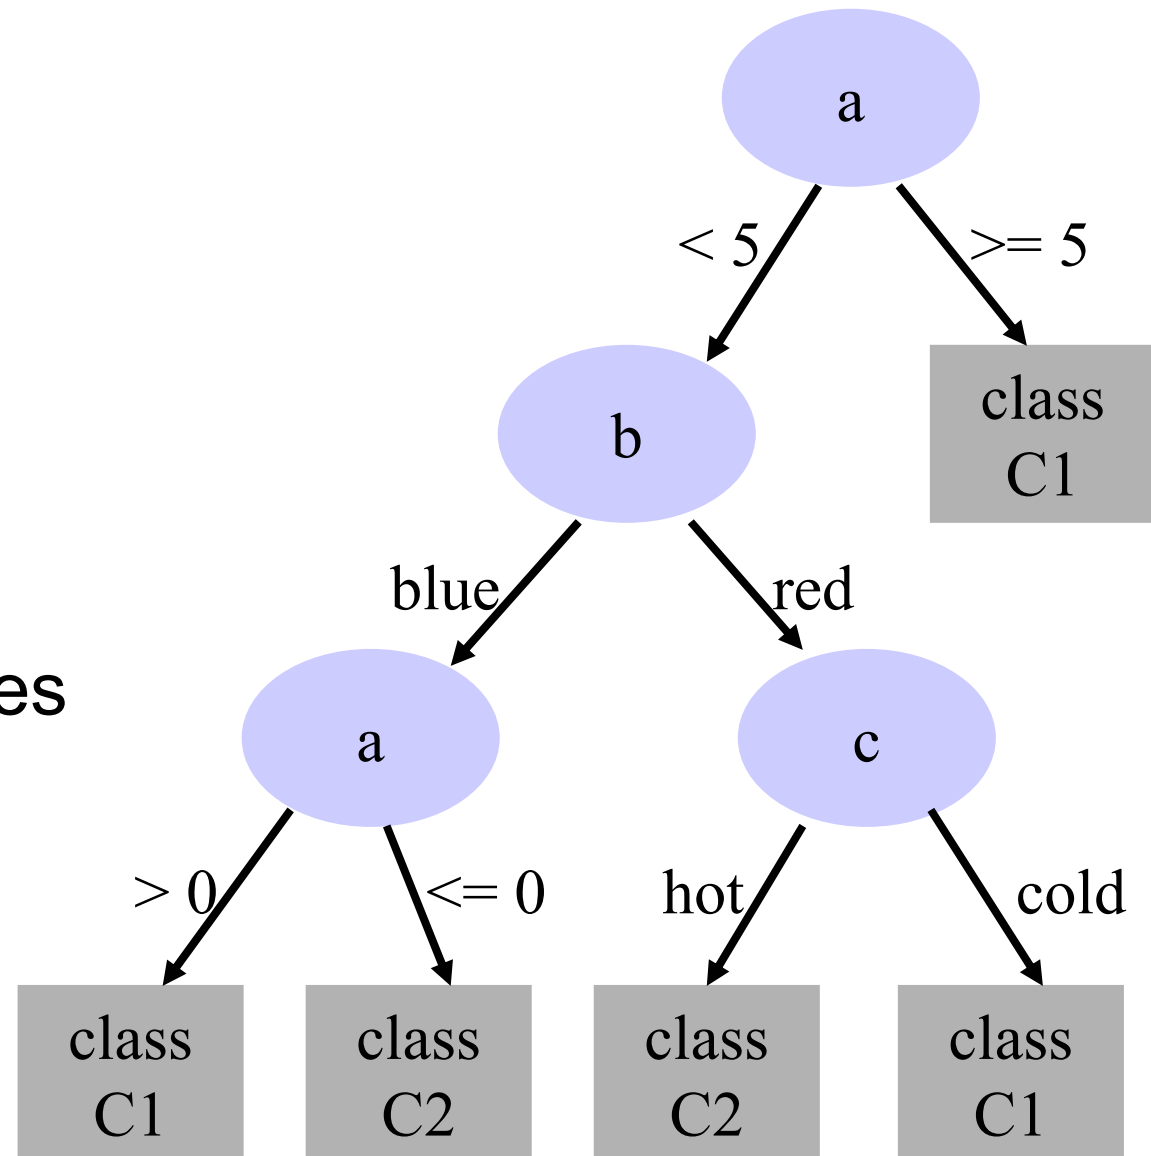 a
< 5
>= 5
class
C1
b
blue
red
es
a
c
> 0
<= 0
hot
cold
class
C1
class
C2
class
C2
class
C1